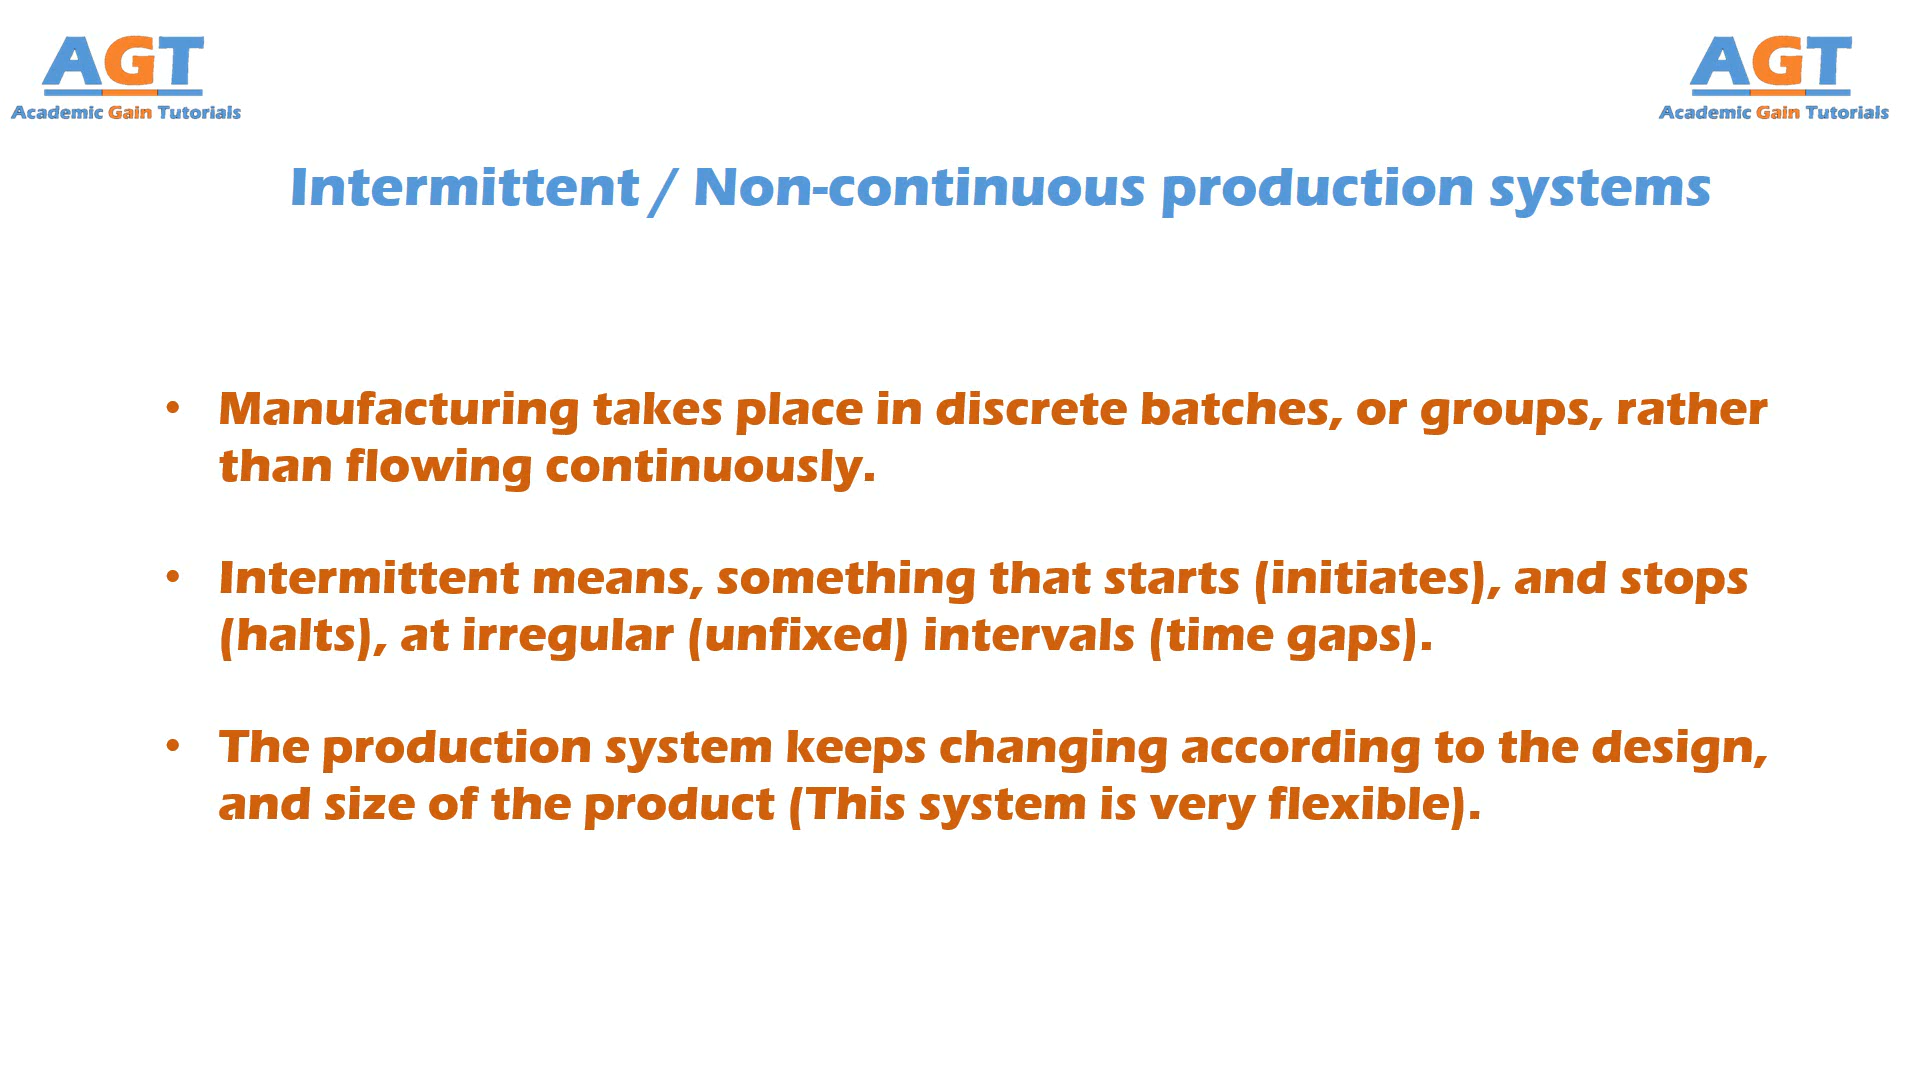 AGT
Academic Gain Tutorials
AGT
Academic Gain Tutorials
Intermittent / Non-continuous production systems
• Manufacturing takes place in discrete batches, or groups, rather
than flowing continuously.
• Intermittent means, something that starts (initiates), and stops
(halts), at irregular (unfixed) intervals (time gaps).
• The production system keeps changing according to the design,
and size of the product (This system is very flexible).